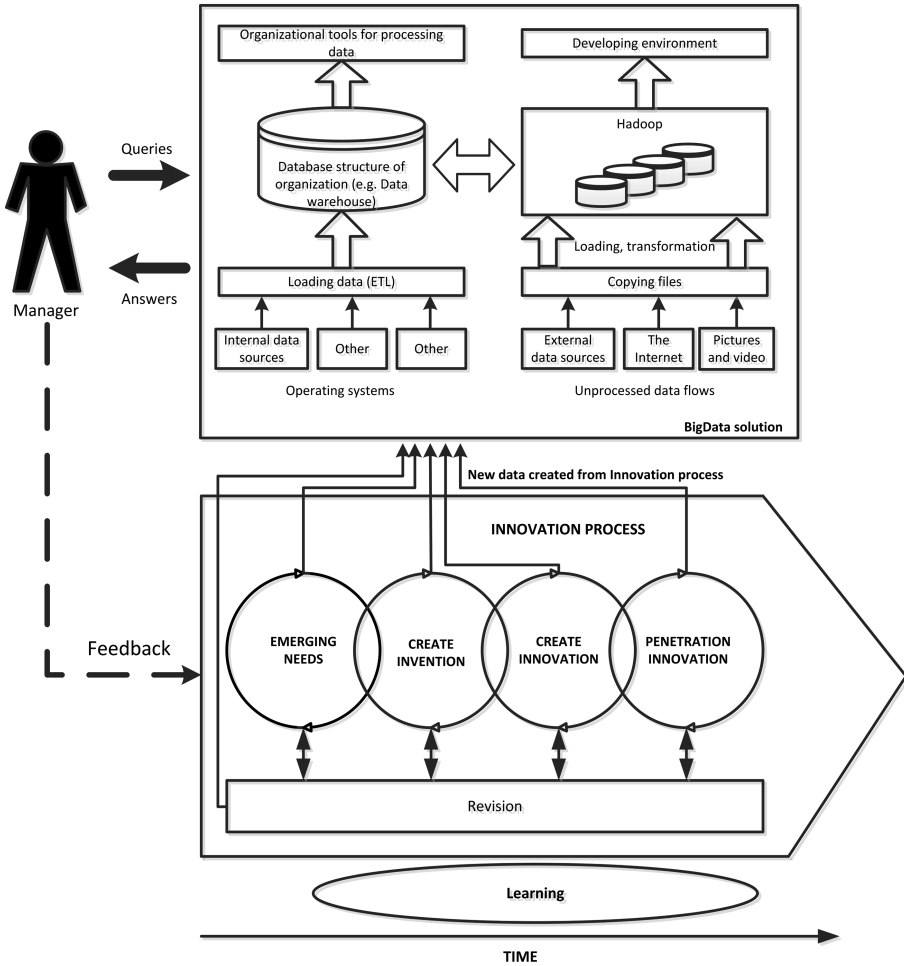 Organizational tools for processing
data
Developing environment
Queries
Hadoop
Database structure of
organization (e.g. Data
warehouse)
Loading, transformation
Answers
Manager
Loading data (ETL)
Copying files
Internal data
sources
Other
Other
External
data sources
The
Internet
Pictures
and video
Operating systems
Unprocessed data flows
BigData solution
New data created from Innovation process
INNOVATION PROCESS
Feedback
EMERGING
NEEDS
CREATE
INVENTION
CREATE
INNOVATION
PENETRATION
INNOVATION
Revision
Learning
TIME